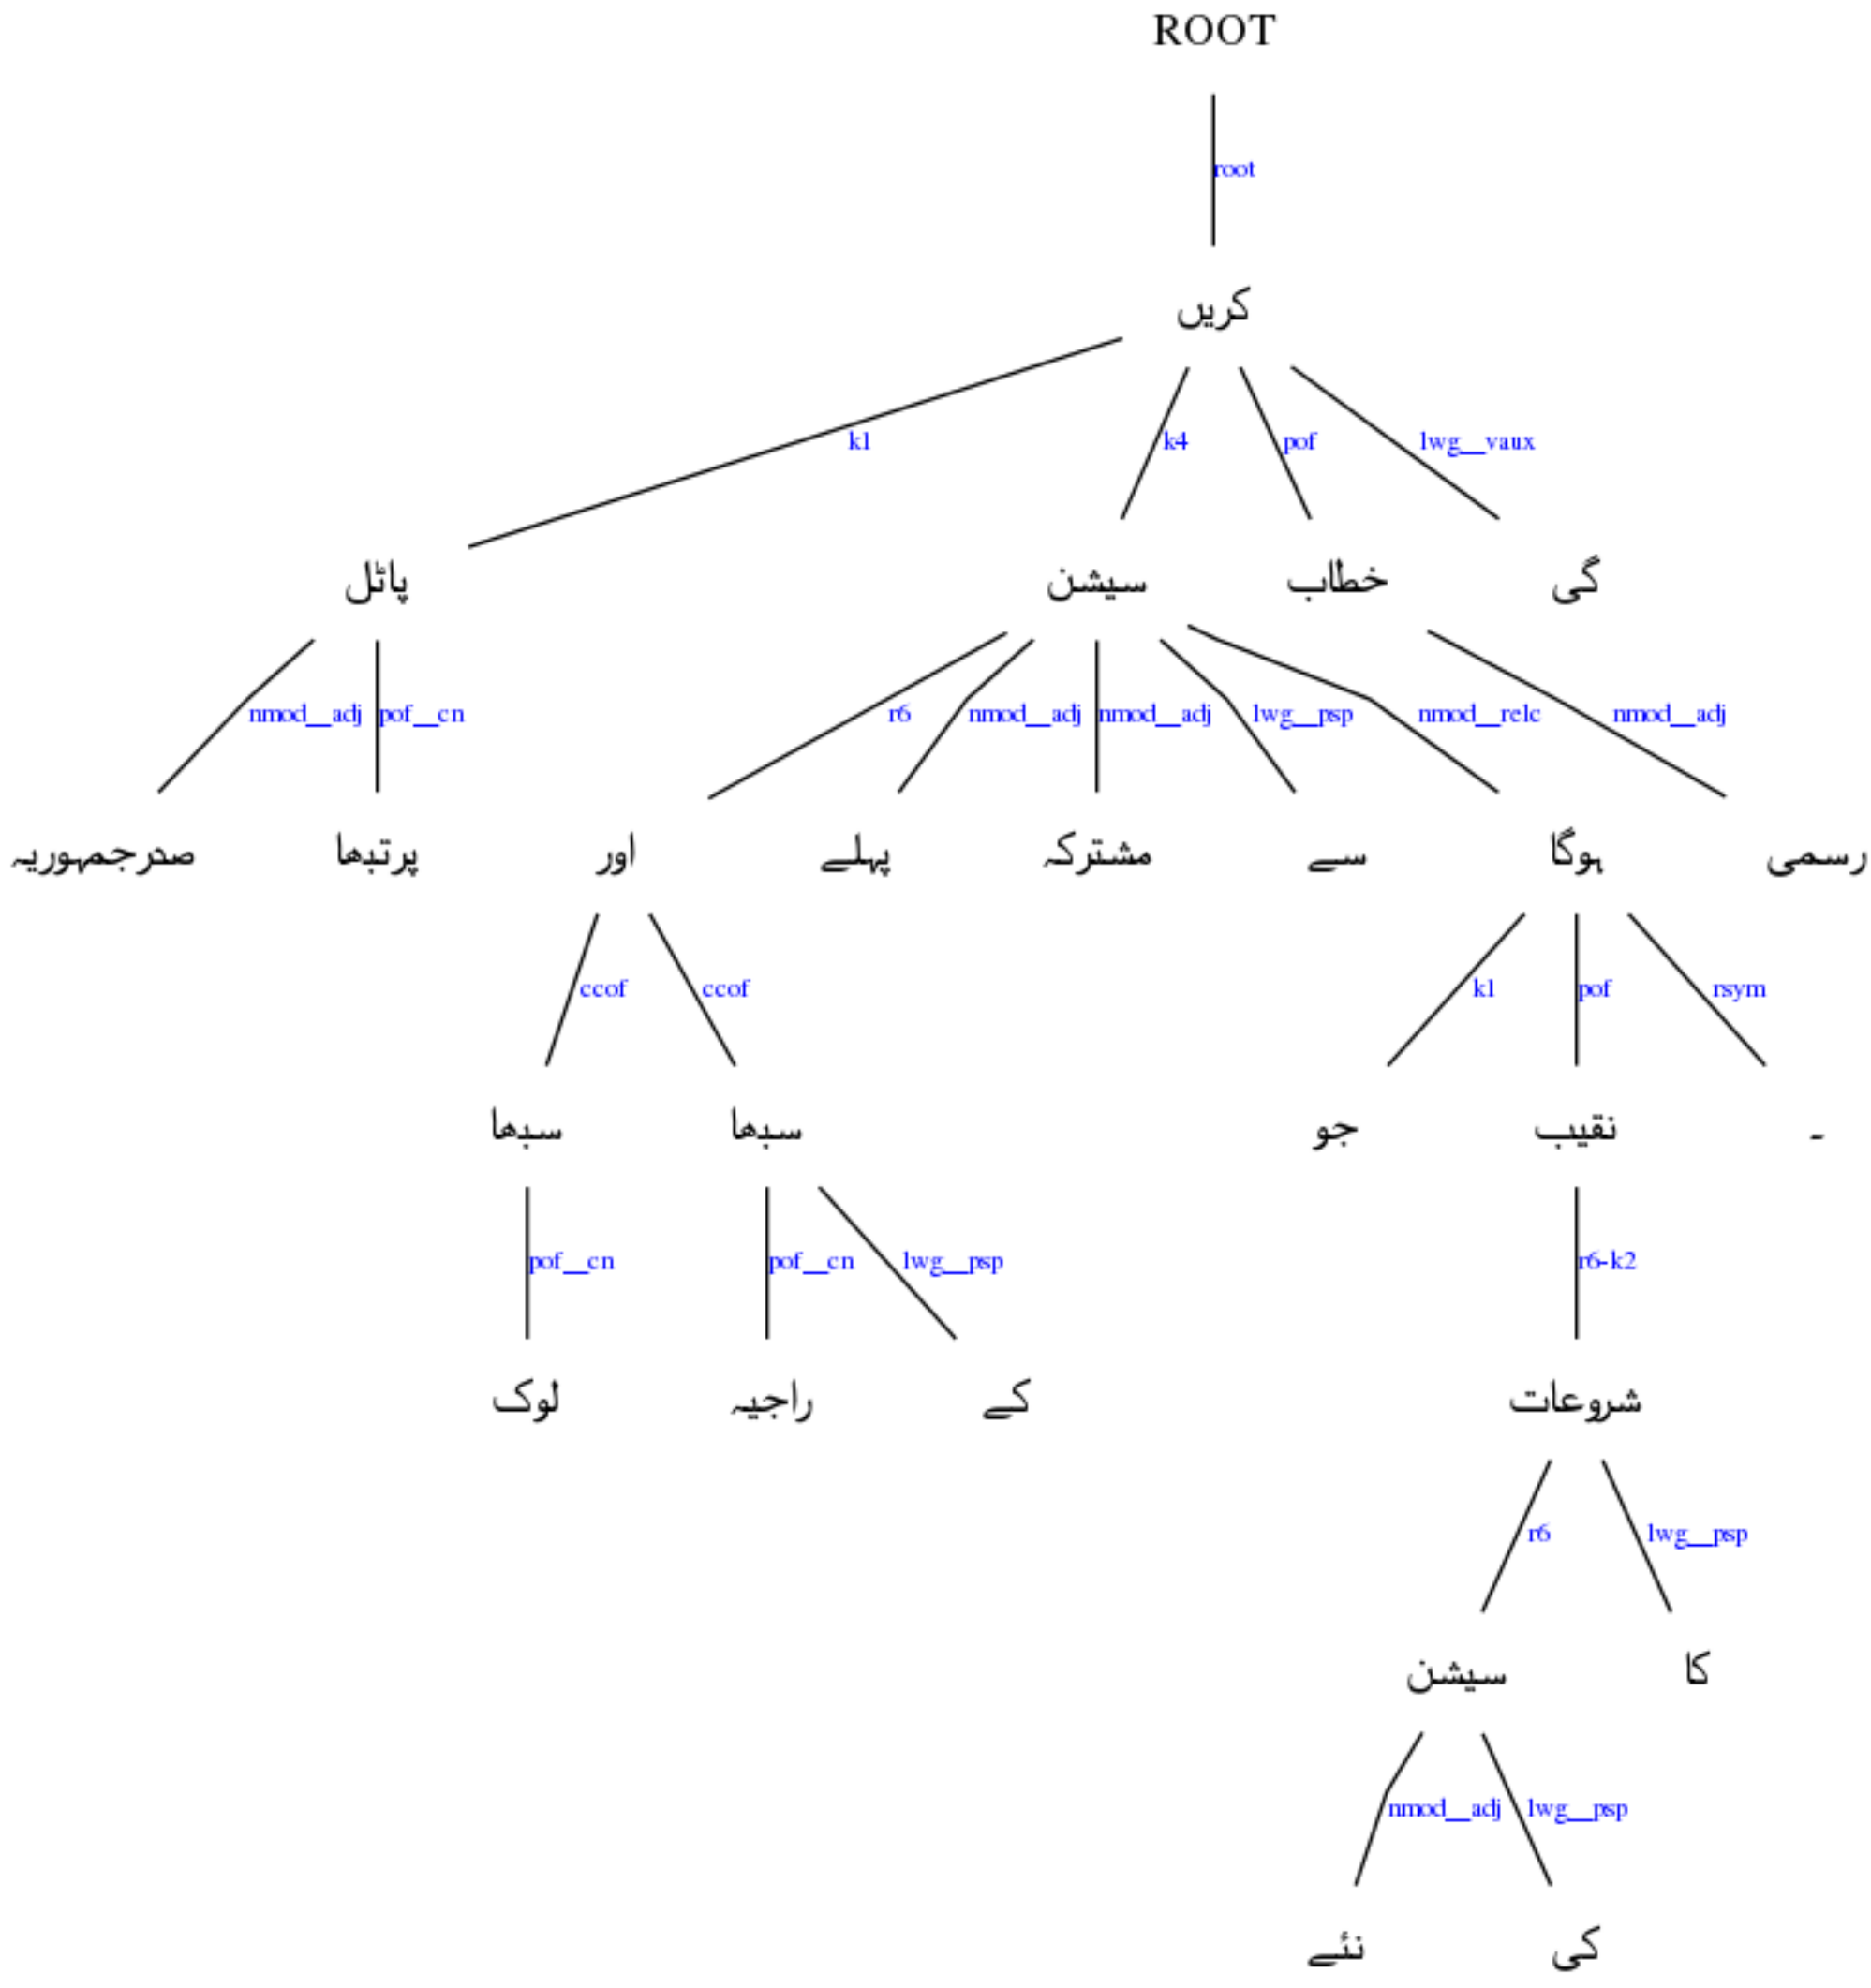 ROOT
root
کریں
k1 k4 pof lwg__vaux
پاٹل سیشن خطاب گی
nmod__adj pof__cn r6 nmod__adj nmod__adj lwg__psp nmod__relc nmod__adj
صدرجمہوریہ پرتبھا اور پہلے مشترکہ سے ہوگا رسمی
ccof ccof k1 pof rsym
سبھا سبھا جو نقیب ۔
pof__cn pof__cn lwg__psp r6-k2
لوک راجیہ کے شروعات
r6 lwg__psp
سیشن کا
nmod__adj lwg__psp
نئے کی